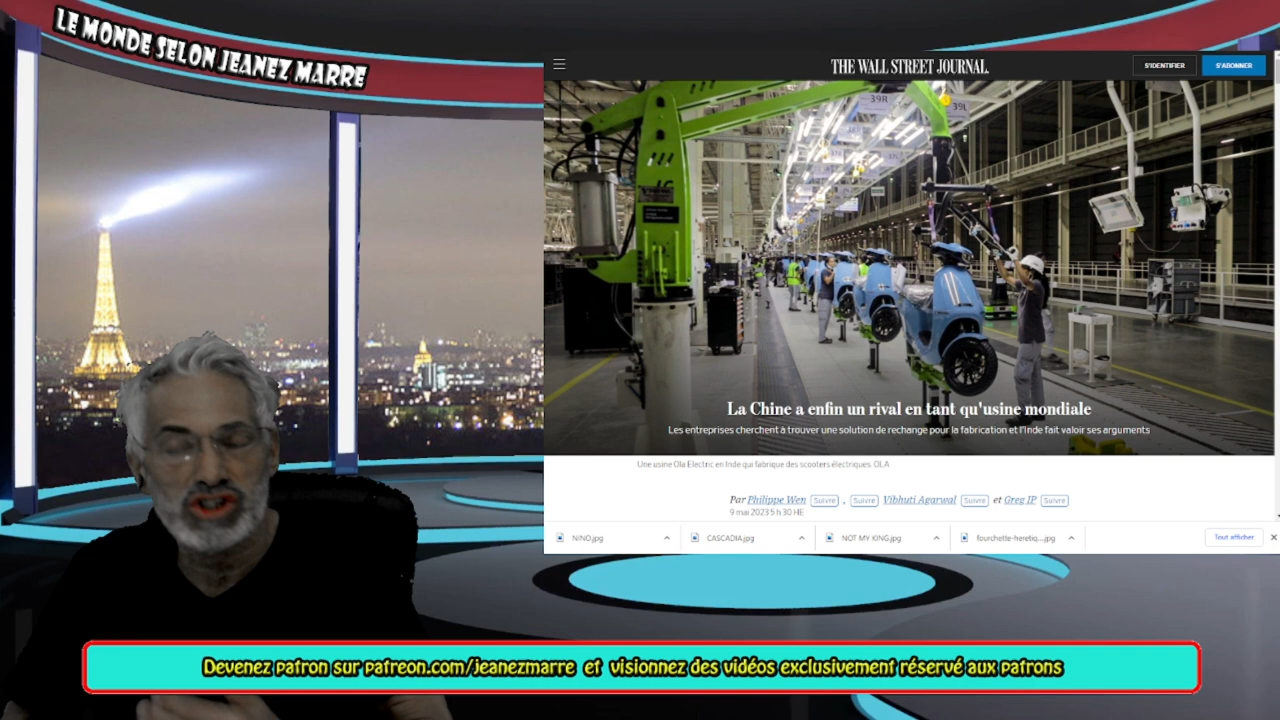 LE MONDE SELON JEANEZ MARRE
THE WALL STREET JOURNAL.
S'IDENTIFIER
S'ABONNER
39R
39L
La Chine a enfin un rival en tant qu'usine mondiale
Les entreprises cherchent à trouver une solution de rechange pour la fabrication et l'Inde fait valoir ses arguments
Une usine Ola Electric en Inde qui fabrique des scooters électriques. OLA
Par Philippe Wen Suivre , Suivre Vibhuti Agarwal Suivre et Greg IP Suivre
9 mai 2023 5 h 30 HE
NINO.jpg
CASCADIA.jpg
NOT MY KING.jpg
fourchette-heretiq....jpg
Tout afficher
Devenez patron sur patreon.com/jeanezmarre et visionnez des vidéos exclusivement réservé aux patrons